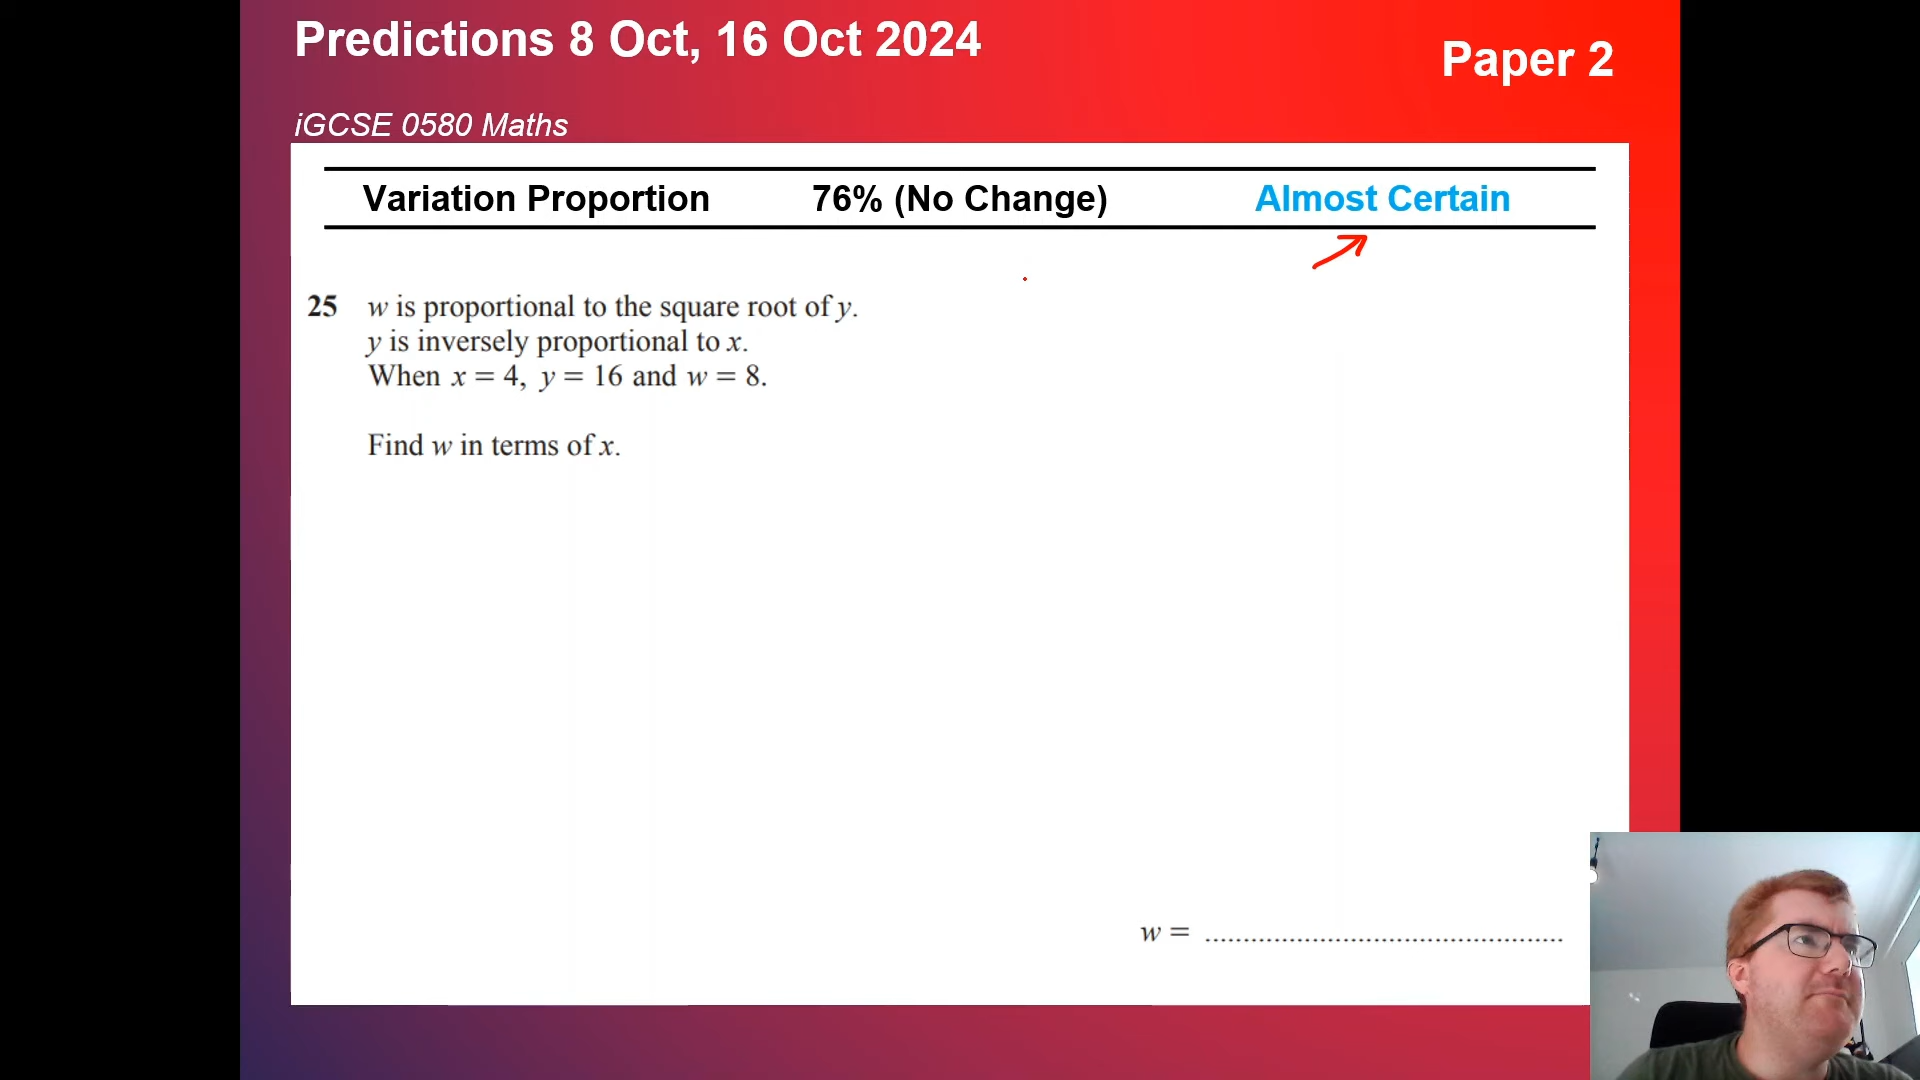 Predictions 8 Oct, 16 Oct 2024
Paper 2
iGCSE 0580 Maths
Variation Proportion 76% (No Change) Almost Certain
25 w is proportional to the square root of y.
y is inversely proportional to x.
When x = 4, y = 16 and w = 8.
Find w in terms of x.
w = ..............................................